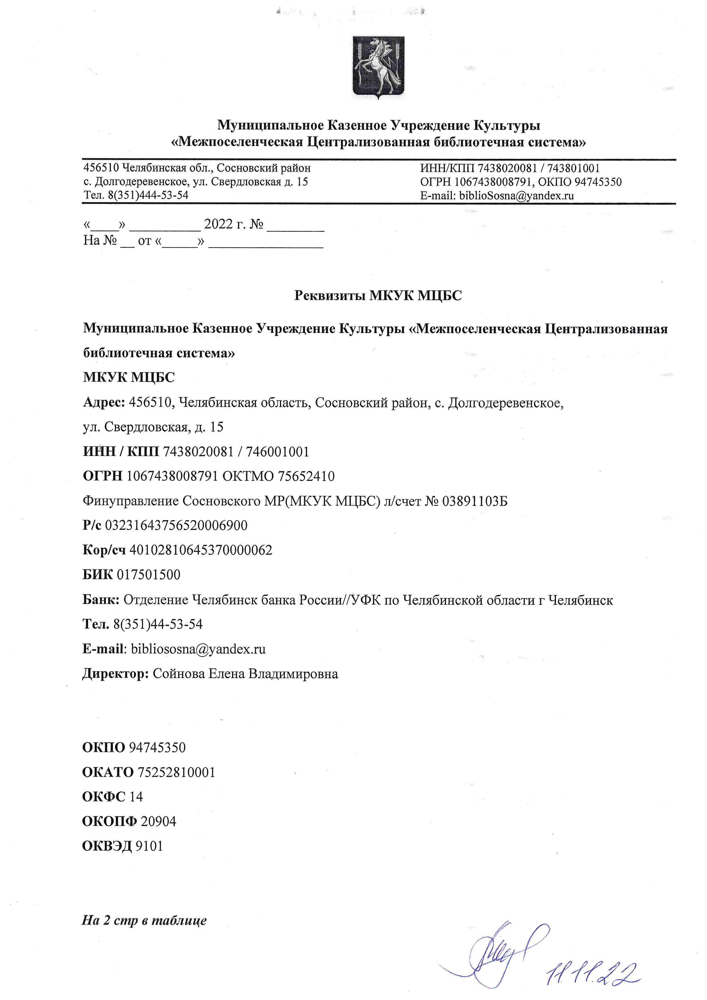 Муниципальное Казенное Учреждение Культуры
«Межпоселенческая Централизованная библиотечная система»
456510 Челябинская обл., Сосновский район
с. Долгодеревенское, ул. Свердловская д. 15
Тел. 8(351)444-53-54
ИНН/КПП 7438020081 / 743801001
ОГРН 1067438008791, ОКПО 94745350
E-mail: biblioSosna@yandex.ru
«____» __________ 2022 г. № ________
На № __ от «_____» ________________
Реквизиты МКУК МЦБС
Муниципальное Казенное Учреждение Культуры «Межпоселенческая Централизованная
библиотечная система»
МКУК МЦБС
Адрес: 456510, Челябинская область, Сосновский район, с. Долгодеревенское,
ул. Свердловская, д. 15
ИНН / КПП 7438020081 / 746001001
ОГРН 1067438008791 ОКТМО 75652410
Финуправление Сосновского МР(МКУК МЦБС) л/счет № 03891103Б
Р/с 03231643756520006900
Кор/сч 40102810645370000062
БИК 017501500
Банк: Отделение Челябинск банка России//УФК по Челябинской области г Челябинск
Тел. 8(351)44-53-54
E-mail: bibliososna@yandex.ru
Директор: Сойнова Елена Владимировна
ОКПО 94745350
ОКАТО 75252810001
ОКФС 14
ОКОПФ 20904
ОКВЭД 9101
На 2 стр в таблице
11.11.22